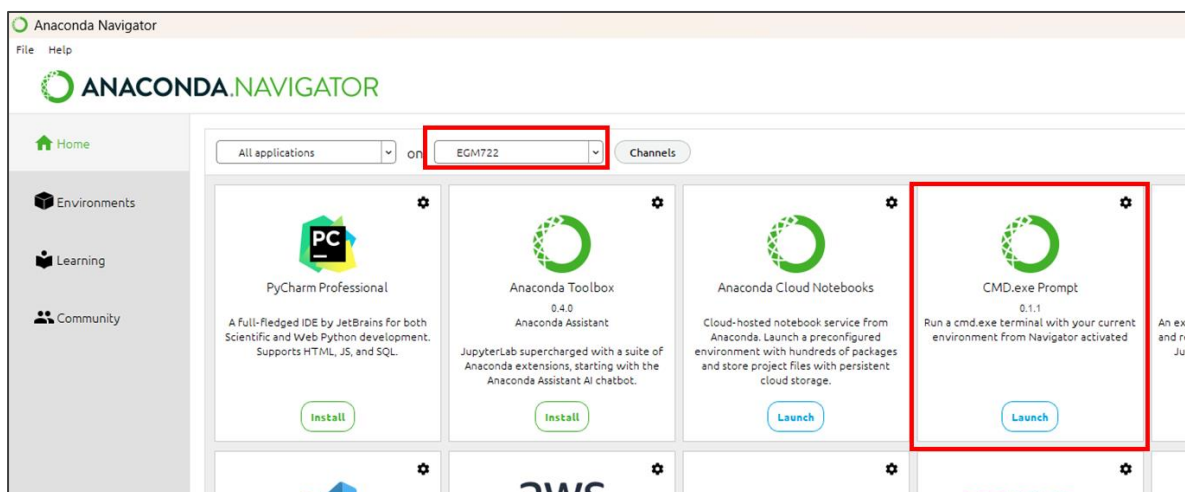 Anaconda Navigator
File Help
ANACONDA.NAVIGATOR
Home
Environments
Learning
Community
All applications on EGM722 Channels
PC
PyCharm Professional
A full-fledged IDE by JetBrains for both
Scientific and Web Python development.
Supports HTML, JS, and SQL.
Install
Anaconda Toolbox
0.4.0
Anaconda Assistant
JupyterLab supercharged with a suite of
Anaconda extensions, starting with the
Anaconda Assistant AI chatbot.
Install
Anaconda Cloud Notebooks
Cloud-hosted notebook service from
Anaconda. Launch a preconfigured
environment with hundreds of packages
and store project files with persistent
cloud storage.
Launch
CMD.exe Prompt
0.1.1
Run a cmd.exe terminal with your current
environment from Navigator activated
Launch
An ex
and r
Ju
aws